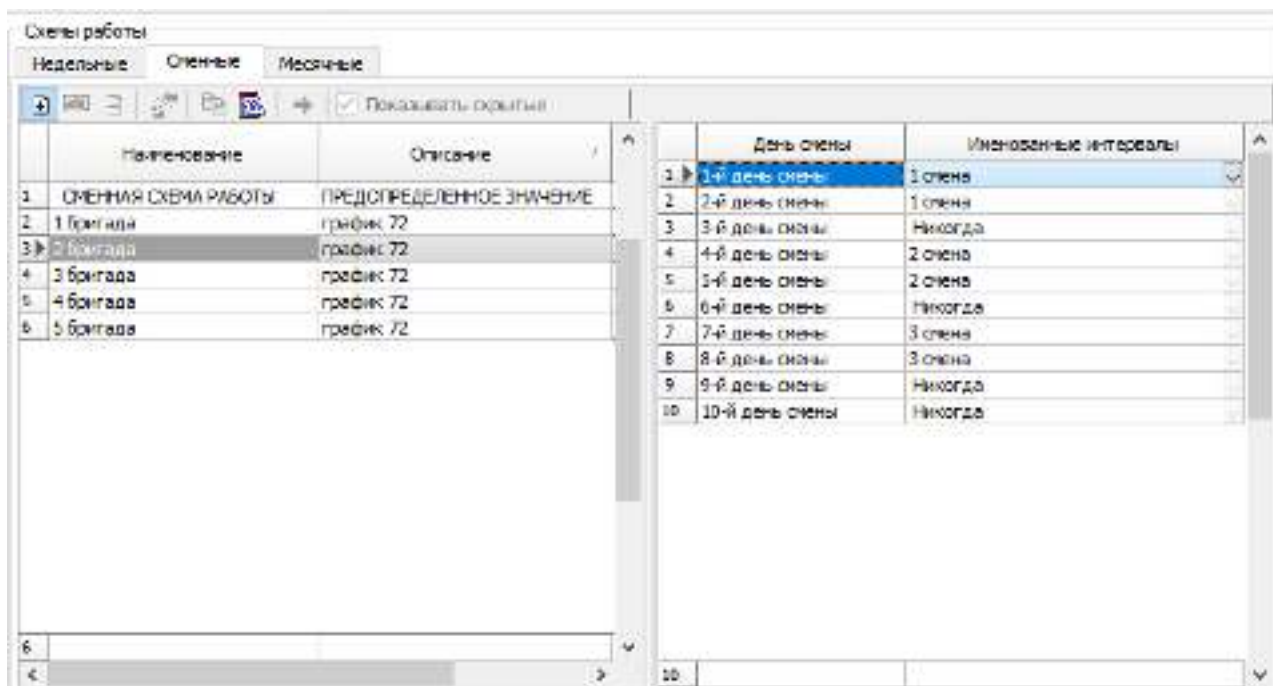 Схемы работы
Недельные Сменные Месячные
Показывать скрытые
Наименование Описание
1 СМЕННАЯ СХЕМА РАБОТЫ ПРЕДОПРЕДЕЛЕННОЕ ЗНАЧЕНИЕ
2 1 бригада график 72
3 2 бригада график 72
4 3 бригада график 72
5 4 бригада график 72
6 5 бригада график 72
6
День смены Именованные интервалы
1 1-й день смены 1 смена
2 2-й день смены 1 смена
3 3-й день смены Никогда
4 4-й день смены 2 смена
5 5-й день смены 2 смена
6 6-й день смены Никогда
7 7-й день смены 3 смена
8 8-й день смены 3 смена
9 9-й день смены Никогда
10 10-й день смены Никогда
10